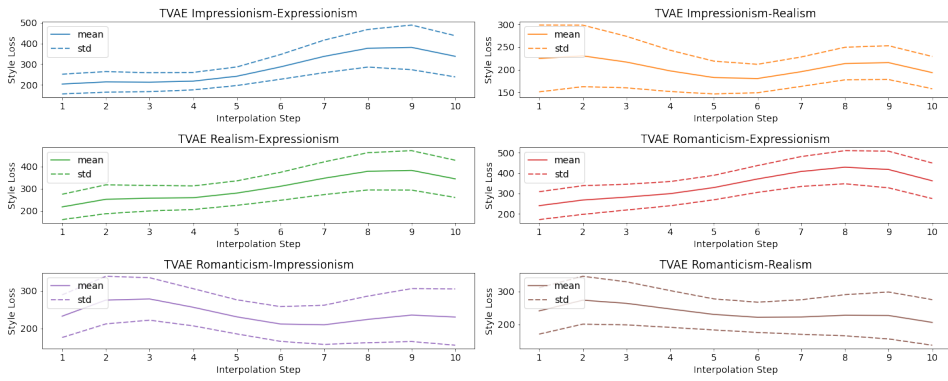 TVAE Impressionism-Expressionism
Style Loss
500
400
300
200
mean
std
1 2 3 4 5 6 7 8 9 10
Interpolation Step
TVAE Impressionism-Realism
Style Loss
300
250
200
150
mean
std
1 2 3 4 5 6 7 8 9 10
Interpolation Step
TVAE Realism-Expressionism
Style Loss
400
300
200
mean
std
1 2 3 4 5 6 7 8 9 10
Interpolation Step
TVAE Romanticism-Expressionism
Style Loss
500
400
300
200
mean
std
1 2 3 4 5 6 7 8 9 10
Interpolation Step
TVAE Romanticism-Impressionism
Style Loss
300
200
mean
std
1 2 3 4 5 6 7 8 9 10
Interpolation Step
TVAE Romanticism-Realism
Style Loss
300
200
mean
std
1 2 3 4 5 6 7 8 9 10
Interpolation Step